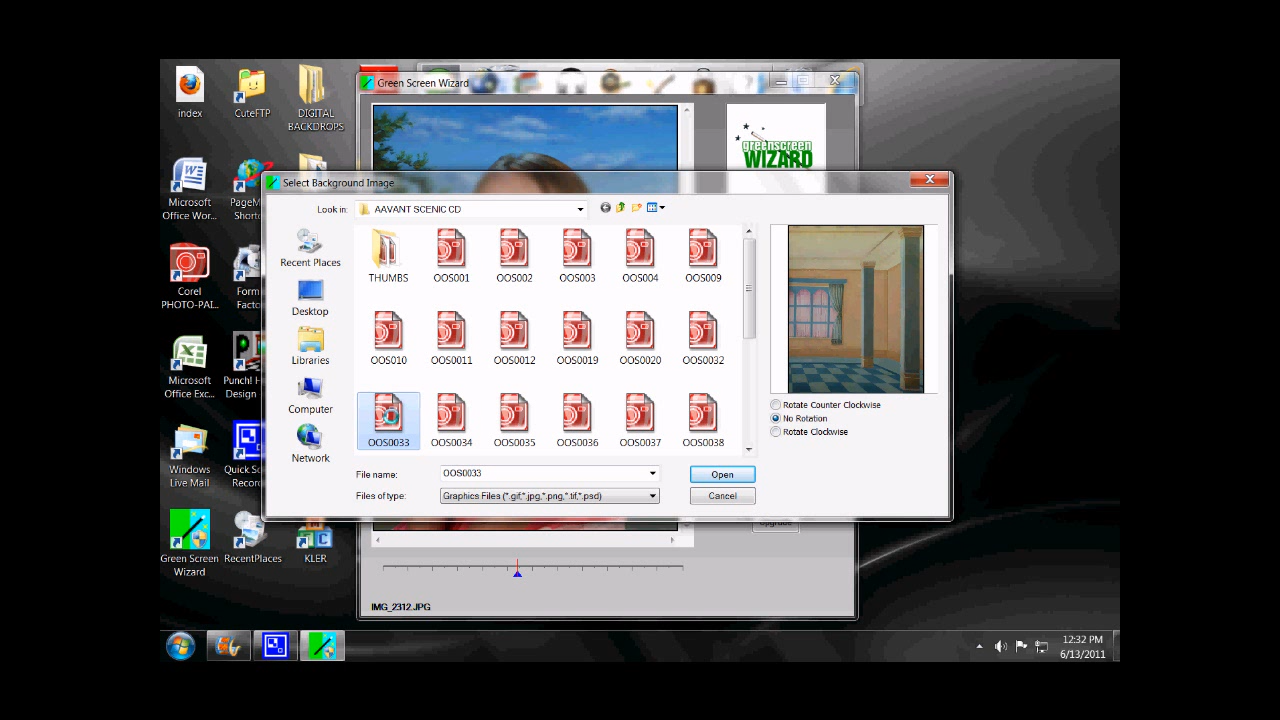 index
CuteFTP
DIGITAL
BACKDROPS
Microsoft
Office Wor...
PageM
Shortc
Corel
PHOTO-PAI...
Form
Facto
Microsoft
Office Exc...
Punch! H
Design
Windows
Live Mail
Quick S
Recor
Green Screen
Wizard
RecentPlaces
KLER
Green Screen Wizard
greenscreen
WIZARD
Select Background Image
Look in:
AAVANT SCENIC CD
Recent Places
Desktop
Libraries
Computer
Network
THUMBS
OOS001
OOS002
OOS003
OOS004
OOS009
OOS010
OOS0011
OOS0012
OOS0019
OOS0020
OOS0032
OOS0033
OOS0034
OOS0035
OOS0036
OOS0037
OOS0038
Rotate Counter Clockwise
No Rotation
Rotate Clockwise
File name:
OOS0033
Open
Files of type:
Graphics Files (*.gif,*.jpg,*.png,*.tif,*.psd)
Cancel
Upgrade
IMG_2312.JPG
12:32 PM
6/13/2011